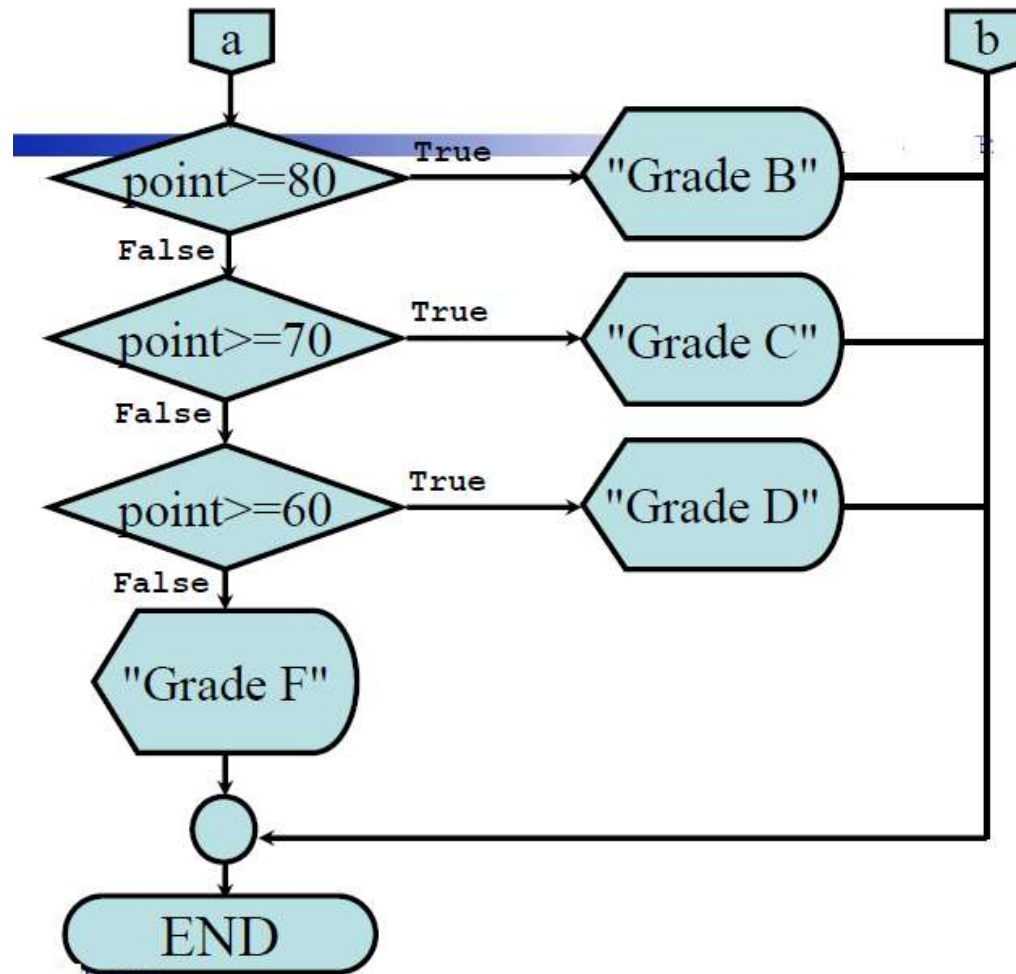 a
b
point>=80
True
"Grade B"
False
point>=70
True
"Grade C"
False
point>=60
True
"Grade D"
False
"Grade F"
END